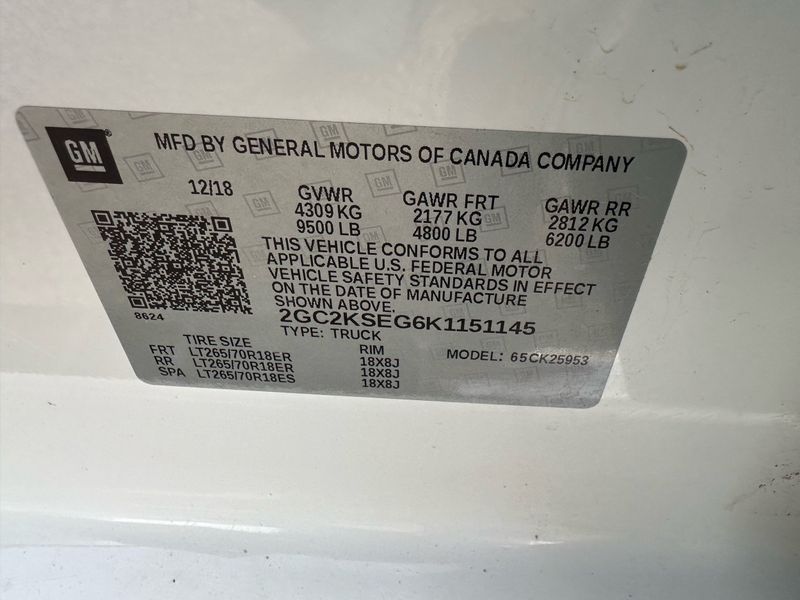 GM
MFD BY GENERAL MOTORS OF CANADA COMPANY
12/18
GVWR
4309 KG
9500 LB
GAWR FRT
2177 KG
4800 LB
GAWR RR
2812 KG
6200 LB
THIS VEHICLE CONFORMS TO ALL
APPLICABLE U.S. FEDERAL MOTOR
VEHICLE SAFETY STANDARDS IN EFFECT
ON THE DATE OF MANUFACTURE
SHOWN ABOVE.
8624
2GC2KSEG6K1151145
TYPE: TRUCK
MODEL: 65CK25953
TIRE SIZE
RIM
FRT LT265/70R18ER 18X8J
RR LT265/70R18ER 18X8J
SPA LT265/70R18ES 18X8J